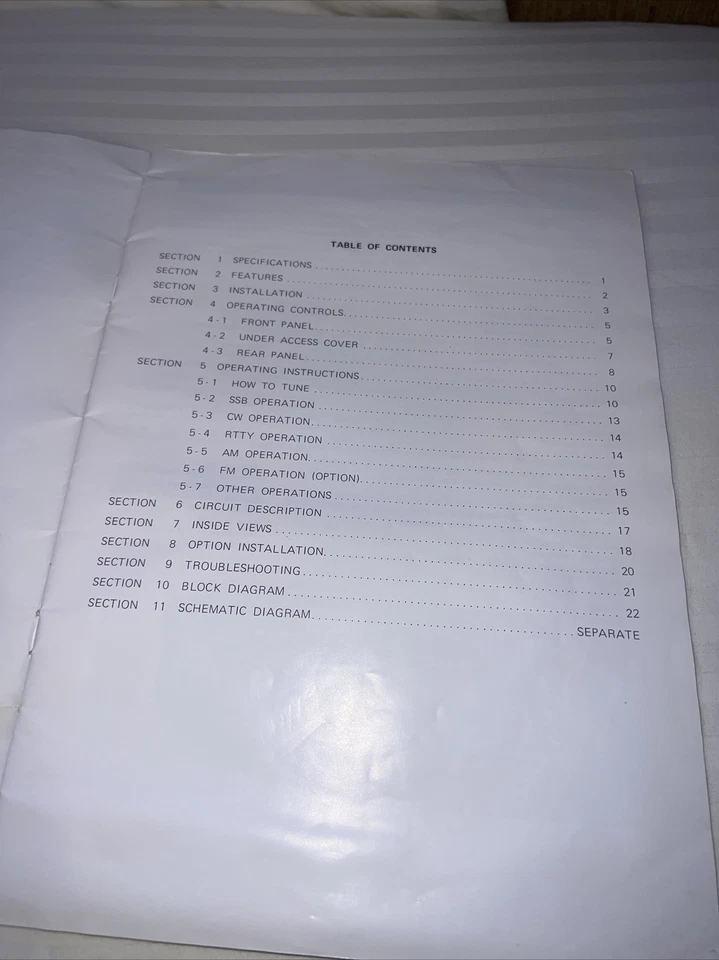 TABLE OF CONTENTS
SECTION 1 SPECIFICATIONS . . . . . . . . . . 1
SECTION 2 FEATURES . . . . . . . . . . 2
SECTION 3 INSTALLATION . . . . . . . . . . 3
SECTION 4 OPERATING CONTROLS. . . . . . . . . . 5
4-1 FRONT PANEL. . . . . . . . . . 5
4-2 UNDER ACCESS COVER . . . . . . . . . . 7
4-3 REAR PANEL. . . . . . . . . . 8
SECTION 5 OPERATING INSTRUCTIONS. . . . . . . . . . 10
5-1 HOW TO TUNE . . . . . . . . . . 10
5-2 SSB OPERATION . . . . . . . . . . 13
5-3 CW OPERATION. . . . . . . . . . 14
5-4 RTTY OPERATION . . . . . . . . . . 14
5-5 AM OPERATION. . . . . . . . . . 15
5-6 FM OPERATION (OPTION). . . . . . . . . . 15
5-7 OTHER OPERATIONS . . . . . . . . . . 15
SECTION 6 CIRCUIT DESCRIPTION . . . . . . . . . . 17
SECTION 7 INSIDE VIEWS . . . . . . . . . . 18
SECTION 8 OPTION INSTALLATION. . . . . . . . . . 20
SECTION 9 TROUBLESHOOTING . . . . . . . . . . 21
SECTION 10 BLOCK DIAGRAM . . . . . . . . . . 22
SECTION 11 SCHEMATIC DIAGRAM. . . . . . . . . . SEPARATE